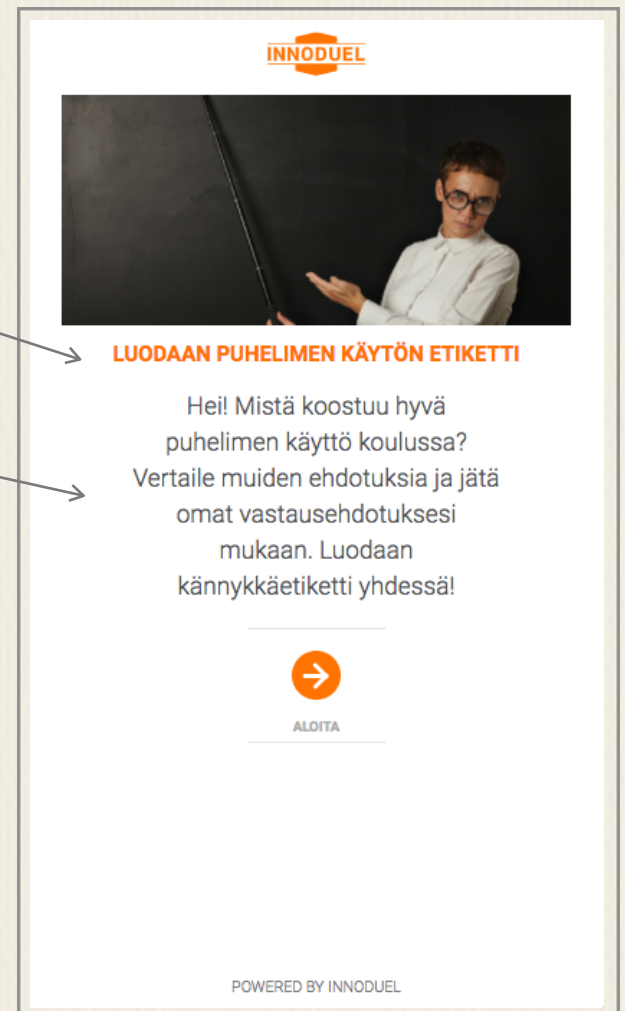 INNODUEL
LUODAAN PUHELIMEN KÄYTÖN ETIKETTI
Hei! Mistä koostuu hyvä
puhelimen käyttö koulussa?
Vertaile muiden ehdotuksia ja jätä
omat vastausehdotuksesi
mukaan. Luodaan
kännykkäetiketti yhdessä!
ALOITA
POWERED BY INNODUEL